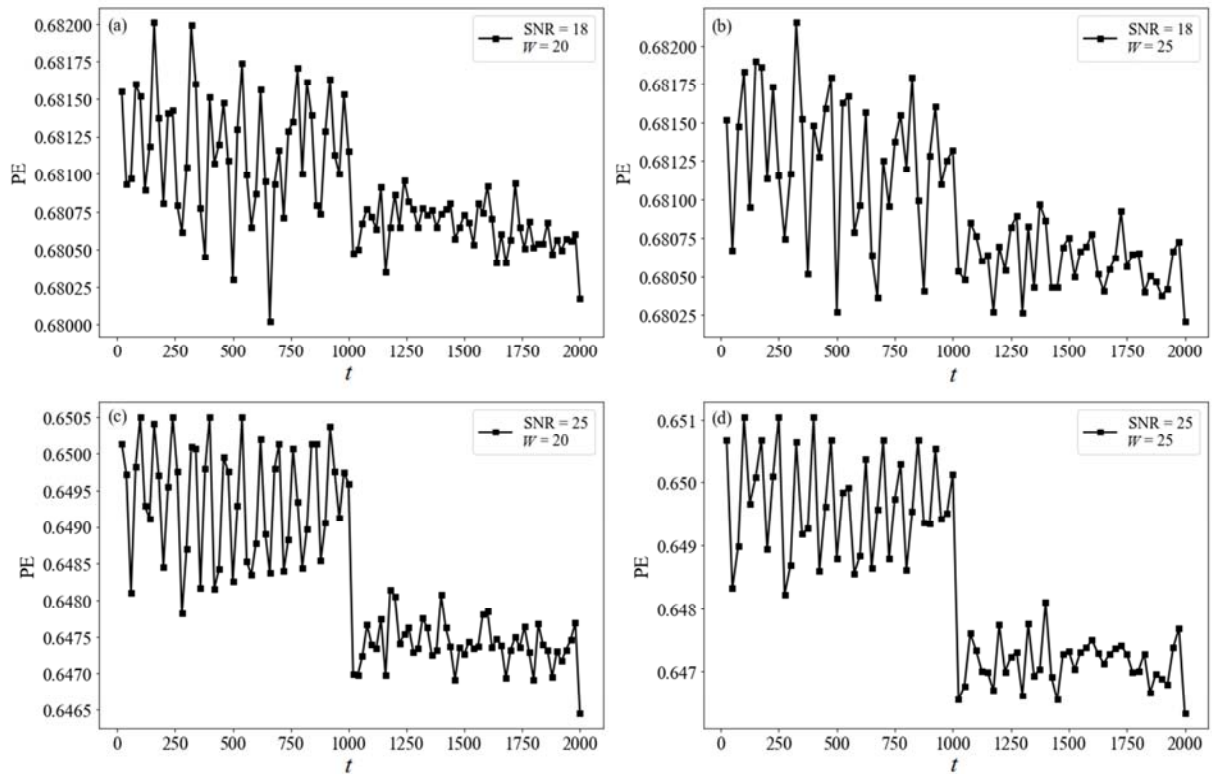 (a)
SNR = 18
W = 20
0.68200
0.68175
0.68150
0.68125
0.68100
0.68075
0.68050
0.68025
0.68000
PE
0 250 500 750 1000 1250 1500 1750 2000
t
(b)
SNR = 18
W = 25
0.68200
0.68175
0.68150
0.68125
0.68100
0.68075
0.68050
0.68025
PE
0 250 500 750 1000 1250 1500 1750 2000
t
(c)
SNR = 25
W = 20
0.6505
0.6500
0.6495
0.6490
0.6485
0.6480
0.6475
0.6470
0.6465
PE
0 250 500 750 1000 1250 1500 1750 2000
t
(d)
SNR = 25
W = 25
0.651
0.650
0.649
0.648
0.647
PE
0 250 500 750 1000 1250 1500 1750 2000
t